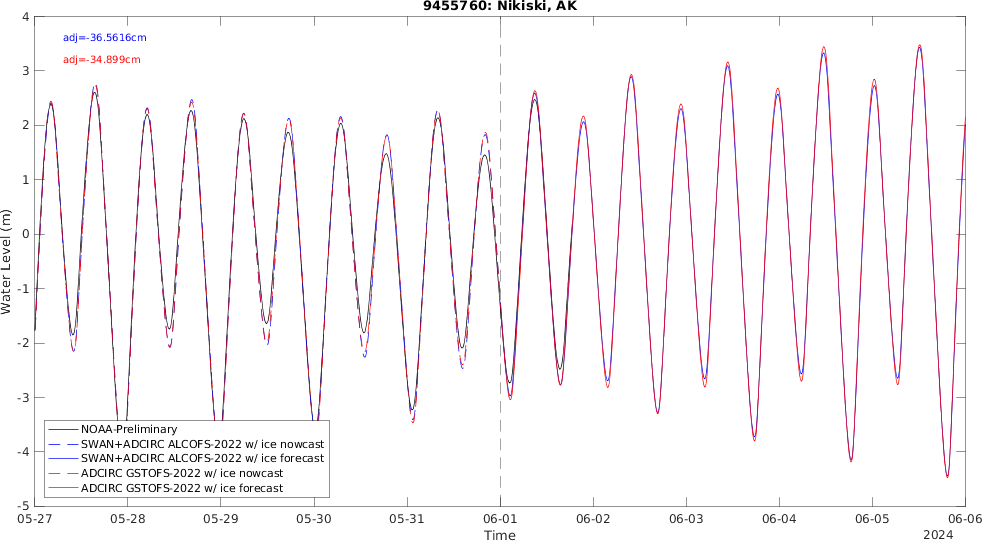 9455760: Nikiski, AK
adj=-36.5616cm
adj=-34.899cm
4
3
2
1
0
-1
-2
-3
-4
-5
Water Level (m)
NOAA-Preliminary
SWAN+ADCIRC ALCOFS-2022 w/ ice nowcast
SWAN+ADCIRC ALCOFS-2022 w/ ice forecast
ADCIRC GSTOFS-2022 w/ ice nowcast
ADCIRC GSTOFS-2022 w/ ice forecast
05-27 05-28 05-29 05-30 05-31 06-01 06-02 06-03 06-04 06-05 06-06
Time
2024